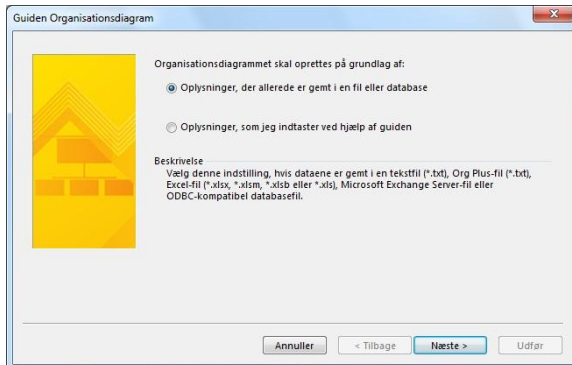 Guiden Organisationsdiagram
Organisationsdiagrammet skal oprettes på grundlag af:
Oplysninger, der allerede er gemt i en fil eller database
Oplysninger, som jeg indtaster ved hjælp af guiden
Beskrivelse
Vælg denne indstilling, hvis dataene er gemt i en tekstfil (*.txt), Org Plus-fil (*.txt),
Excel-fil (*.xlsx, *.xlsm, *.xlsb eller *.xls), Microsoft Exchange Server-fil eller
ODBC-kompatibel databasefil.
Annuller < Tilbage Næste > Udfør